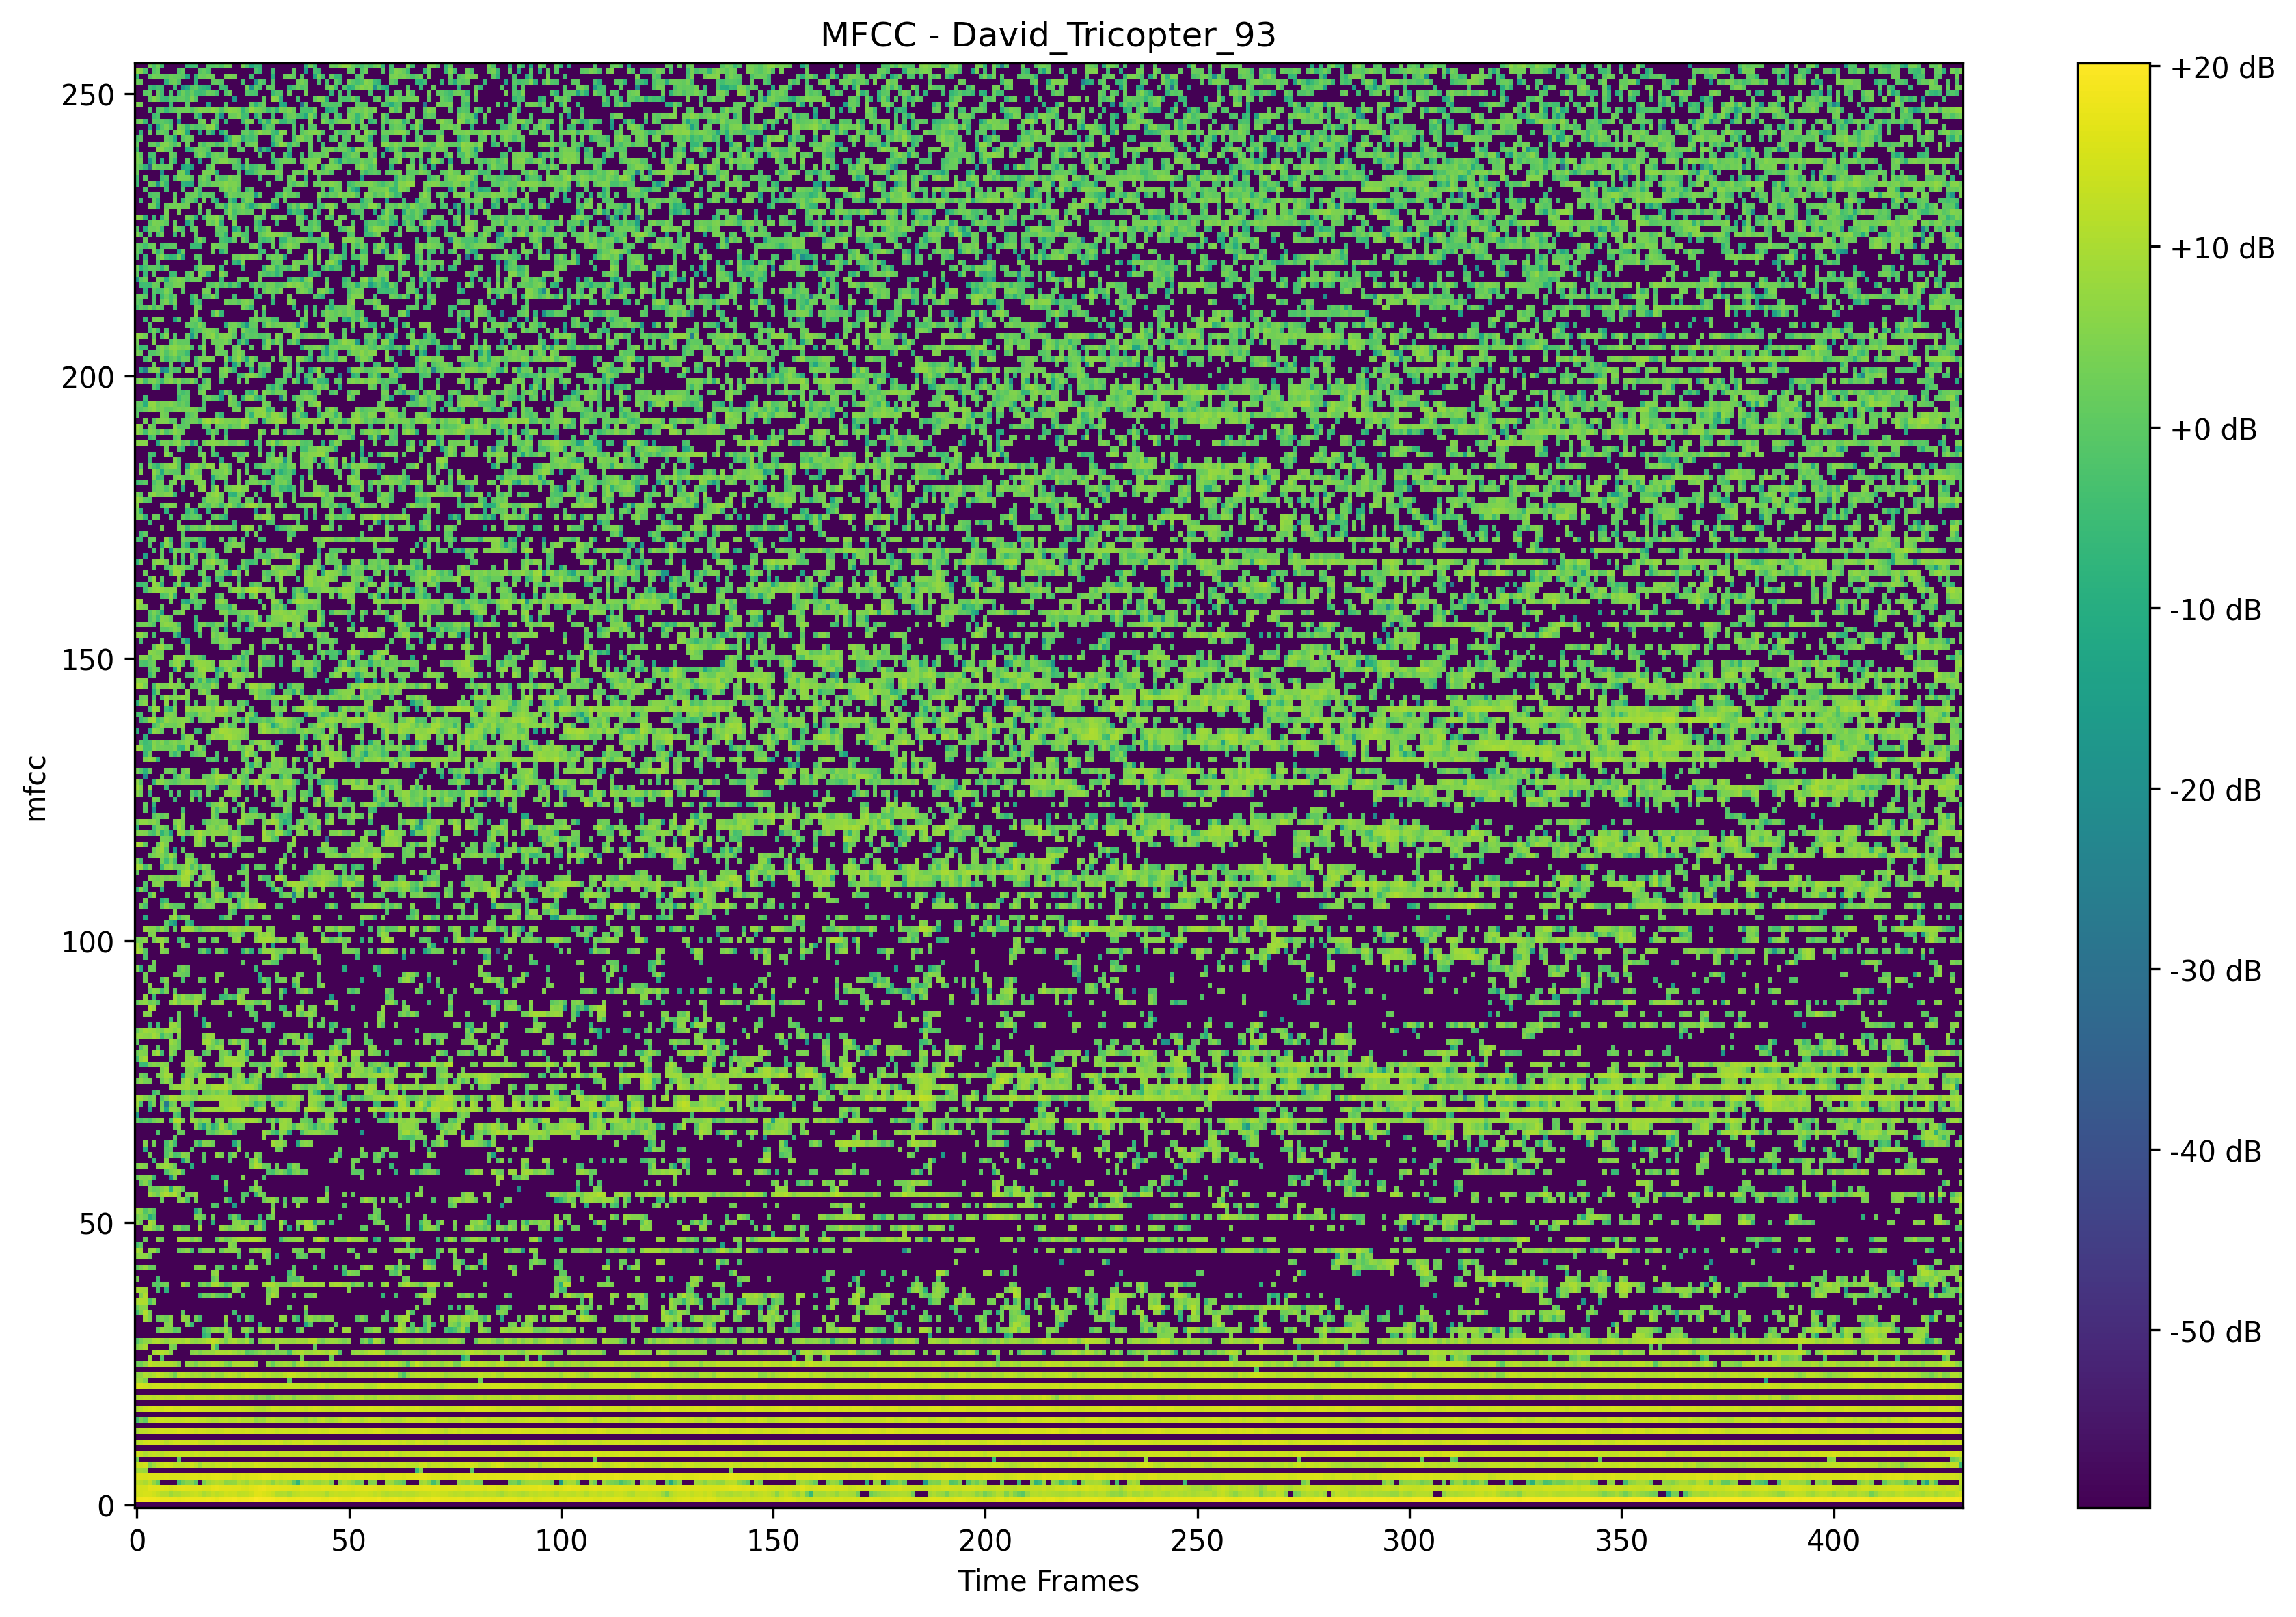 MFCC - David_Tricopter_93
250
200
150
100
50
0
mfcc
0 50 100 150 200 250 300 350 400
Time Frames
+20 dB
+10 dB
+0 dB
-10 dB
-20 dB
-30 dB
-40 dB
-50 dB